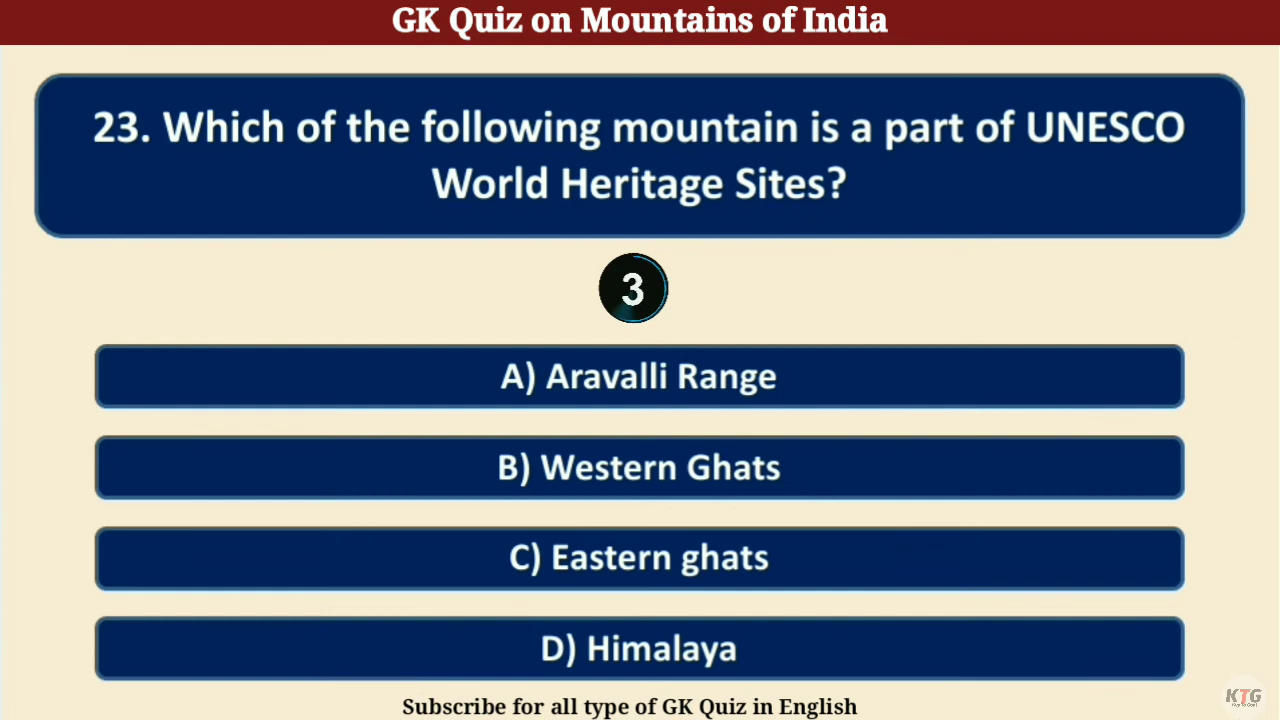 GK Quiz on Mountains of India
23. Which of the following mountain is a part of UNESCO
World Heritage Sites?
3
A) Aravalli Range
B) Western Ghats
C) Eastern ghats
D) Himalaya
Subscribe for all type of GK Quiz in English
KTG